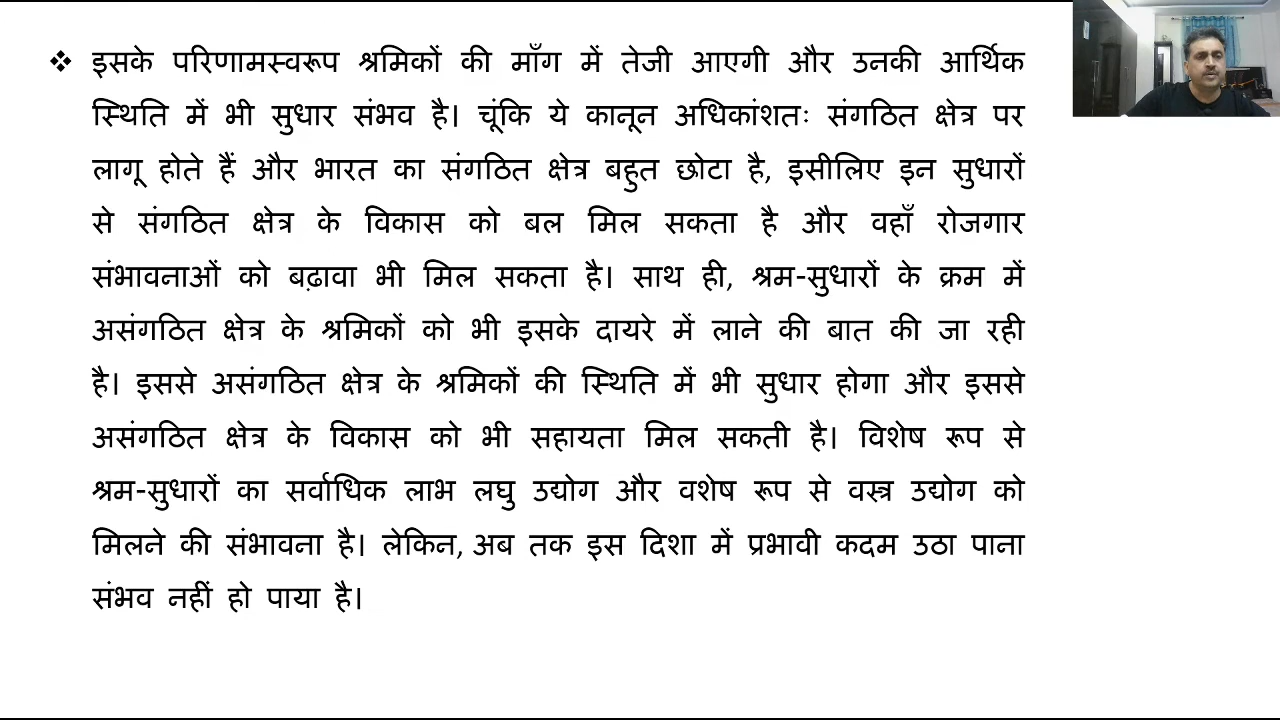 ❖ इसके परिणामस्वरूप श्रमिकों की माँग में तेजी आएगी और उनकी आर्थिक
स्थिति में भी सुधार संभव है। चूंकि ये कानून अधिकांशतः संगठित क्षेत्र पर
लागू होते हैं और भारत का संगठित क्षेत्र बहुत छोटा है, इसीलिए इन सुधारों
से संगठित क्षेत्र के विकास को बल मिल सकता है और वहाँ रोजगार
संभावनाओं को बढ़ावा भी मिल सकता है। साथ ही, श्रम-सुधारों के क्रम में
असंगठित क्षेत्र के श्रमिकों को भी इसके दायरे में लाने की बात की जा रही
है। इससे असंगठित क्षेत्र के श्रमिकों की स्थिति में भी सुधार होगा और इससे
असंगठित क्षेत्र के विकास को भी सहायता मिल सकती है। विशेष रूप से
श्रम-सुधारों का सर्वाधिक लाभ लघु उद्योग और वशेष रूप से वस्त्र उद्योग को
मिलने की संभावना है। लेकिन, अब तक इस दिशा में प्रभावी कदम उठा पाना
संभव नहीं हो पाया है।